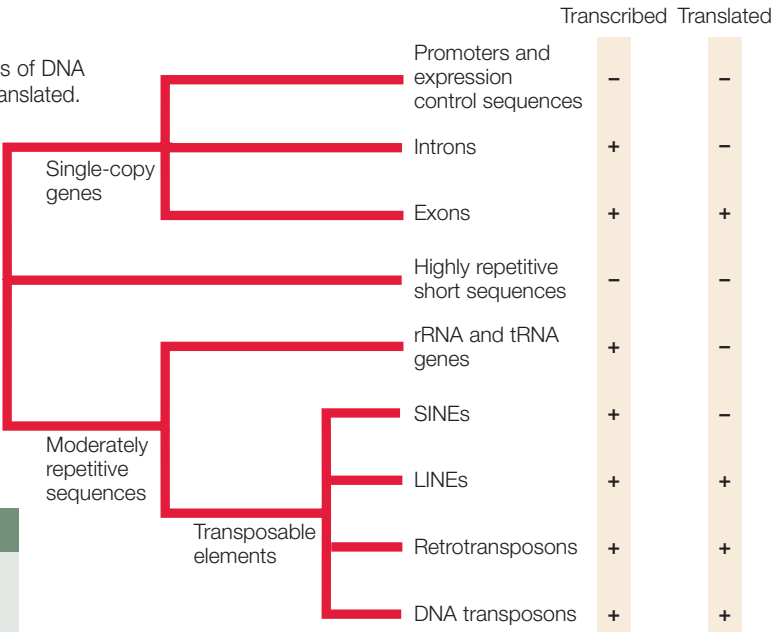 Transcribed Translated
s of DNA
anslated.
Promoters and
expression
control sequences
– –
Single-copy
genes
Introns
+ –
Exons
+ +
Highly repetitive
short sequences
– –
rRNA and tRNA
genes
+ –
Moderately
repetitive
sequences
SINEs
+ –
LINEs
+ +
Transposable
elements
Retrotransposons
+ +
DNA transposons
+ +